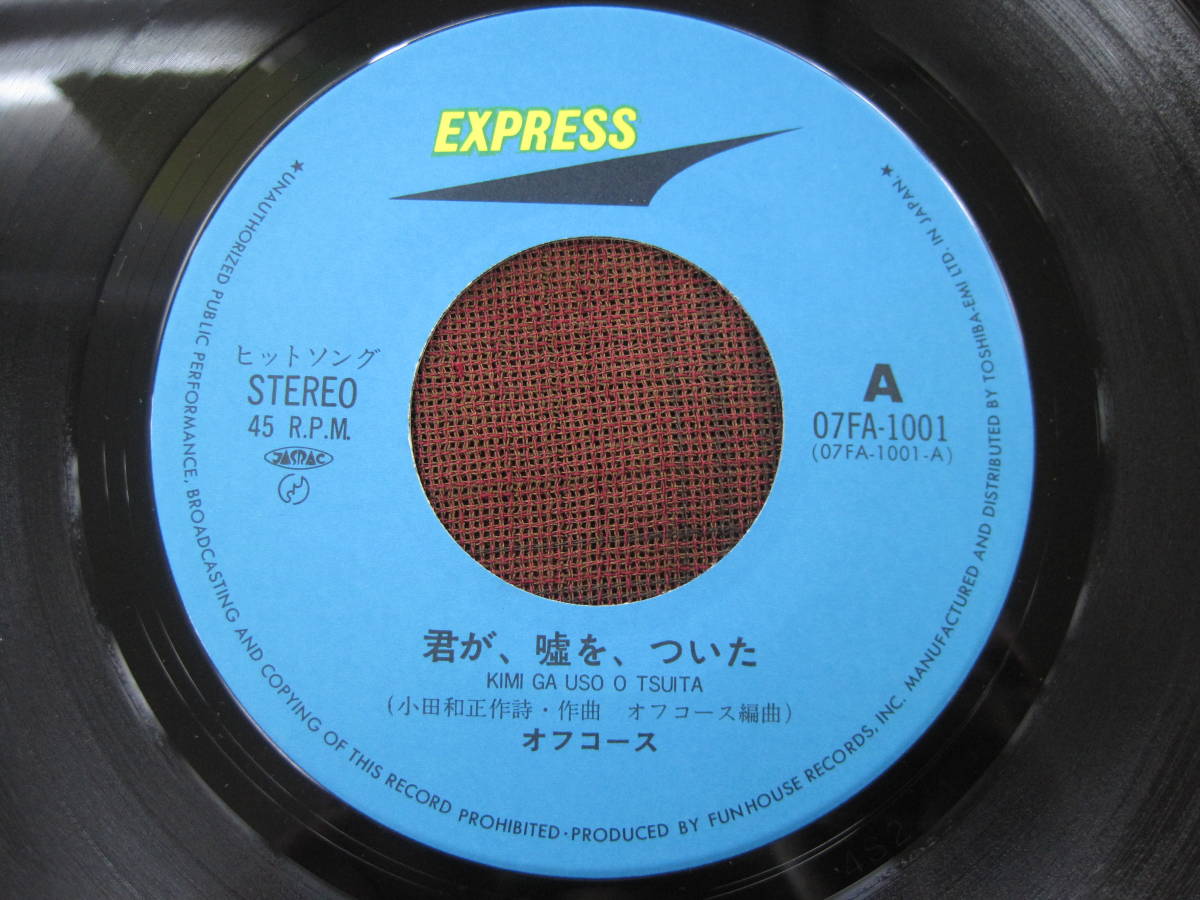 EXPRESS
ヒットソング
STEREO
45 R.P.M.
JASRAC
A
07FA-1001
(07FA-1001-A)
君が、嘘を、ついた
KIMI GA USO O TSUITA
(小田和正作詩・作曲 オフコース編曲)
オフコース
★UNAUTHORIZED PUBLIC PERFORMANCE, BROADCASTING AND COPYING OF THIS RECORD PROHIBITED·PRODUCED BY FUN HOUSE RECORDS, INC. MANUFACTURED AND DISTRIBUTED BY TOSHIBA-EMI LTD. IN JAPAN.★